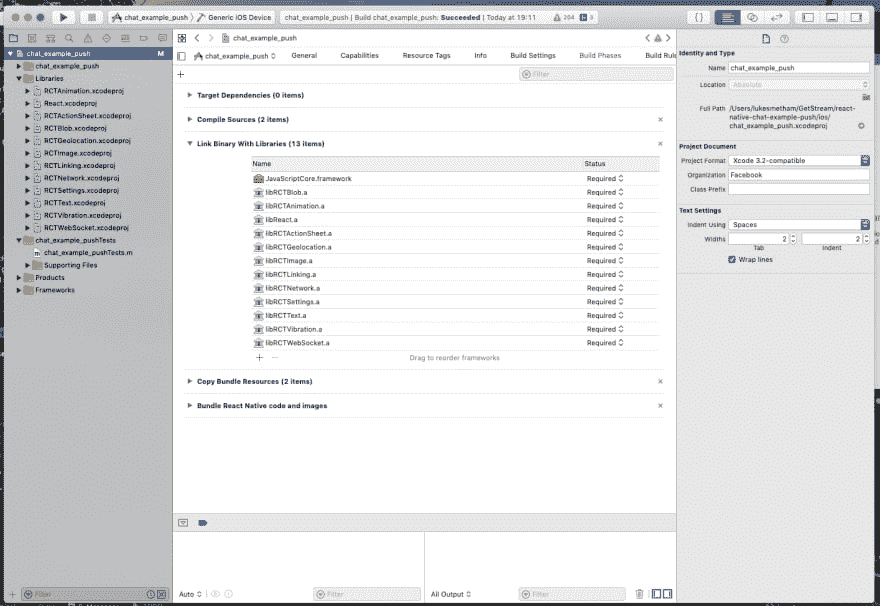 chat_example_push
Generic iOS Device
chat_example_push | Build chat_example_push: Succeeded | Today at 19:11
204
3
{}
chat_example_push
M
chat_example_push
Libraries
RCTAnimation.xcodeproj
React.xcodeproj
RCTActionSheet.xcodeproj
RCTBlob.xcodeproj
RCTGeolocation.xcodeproj
RCTImage.xcodeproj
RCTLinking.xcodeproj
RCTNetwork.xcodeproj
RCTSettings.xcodeproj
RCTText.xcodeproj
RCTVibration.xcodeproj
RCTWebSocket.xcodeproj
chat_example_pushTests
chat_example_pushTests.m
Supporting Files
Products
Frameworks
Filter
chat_example_push
chat_example_push
General
Capabilities
Resource Tags
Info
Build Settings
Build Phases
Build Rule
+
Filter
Target Dependencies (0 items)
Compile Sources (2 items)
Link Binary With Libraries (13 items)
Name
Status
JavaScriptCore.framework
Required
libRCTBlob.a
Required
libRCTAnimation.a
Required
libReact.a
Required
libRCTActionSheet.a
Required
libRCTGeolocation.a
Required
libRCTImage.a
Required
libRCTLinking.a
Required
libRCTNetwork.a
Required
libRCTSettings.a
Required
libRCTText.a
Required
libRCTVibration.a
Required
libRCTWebSocket.a
Required
Drag to reorder frameworks
Copy Bundle Resources (2 items)
Bundle React Native code and images
Auto
Filter
All Output
Filter
Identity and Type
Name chat_example_push
Location Absolute
Full Path /Users/lukesmetham/GetStream/react-
native-chat-example-push/ios/
chat_example_push.xcodeproj
Project Document
Project Format Xcode 3.2-compatible
Organization Facebook
Class Prefix
Text Settings
Indent Using Spaces
Widths 2 2
Tab Indent
Wrap lines